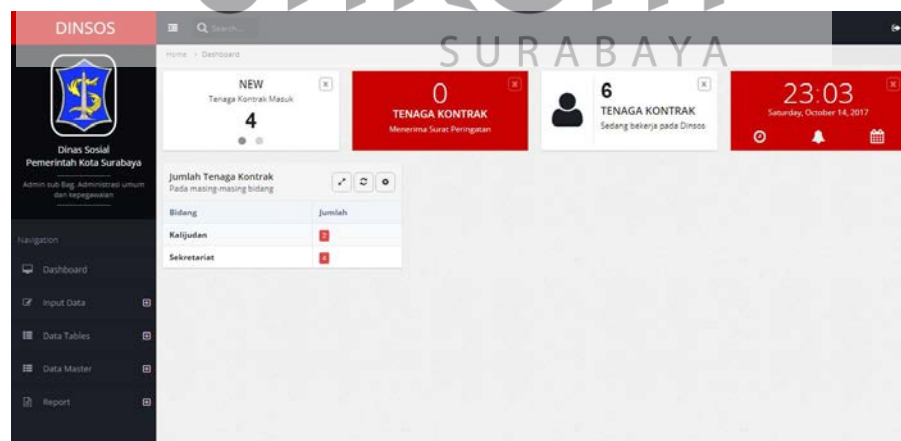 SURABAYA
DINSOS
Search...
Home > Dashboard
Dinas Sosial
Pemerintah Kota Surabaya
Admin sub Bag. Administrasi umum
dan kepegawaian
Navigation
Dashboard
Input Data
Data Tables
Data Master
Report
NEW
Tenaga Kontrak Masuk
4
0
TENAGA KONTRAK
Menerima Surat Peringatan
6
TENAGA KONTRAK
Sedang bekerja pada Dinsos
23:03
Saturday, October 14, 2017
Jumlah Tenaga Kontrak
Pada masing-masing bidang
Bidang Jumlah
Kalijudan 2
Sekretariat 4